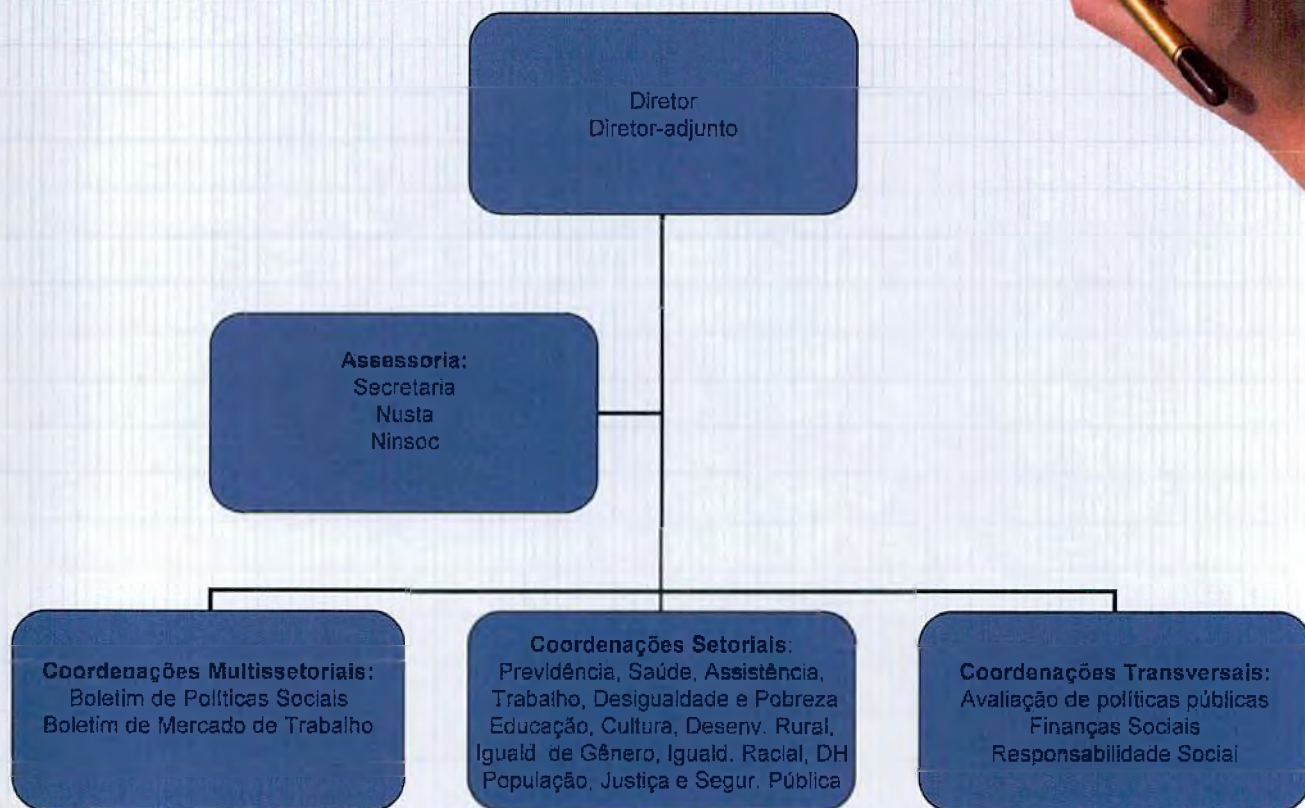 Diretor
Diretor-adjunto
Assessoria:
Secretaria
Nusta
Ninsoc
Coordenações Multissetoriais:
Boletim de Políticas Sociais
Boletim de Mercado de Trabalho
Coordenações Setoriais:
Previdência, Saúde, Assistência,
Trabalho, Desigualdade e Pobreza
Educação, Cultura, Desenv. Rural,
Iguald. de Gênero, Iguald. Racial, DH
População, Justiça e Segur. Pública
Coordenações Transversais:
Avaliação de políticas públicas
Finanças Sociais
Responsabilidade Social